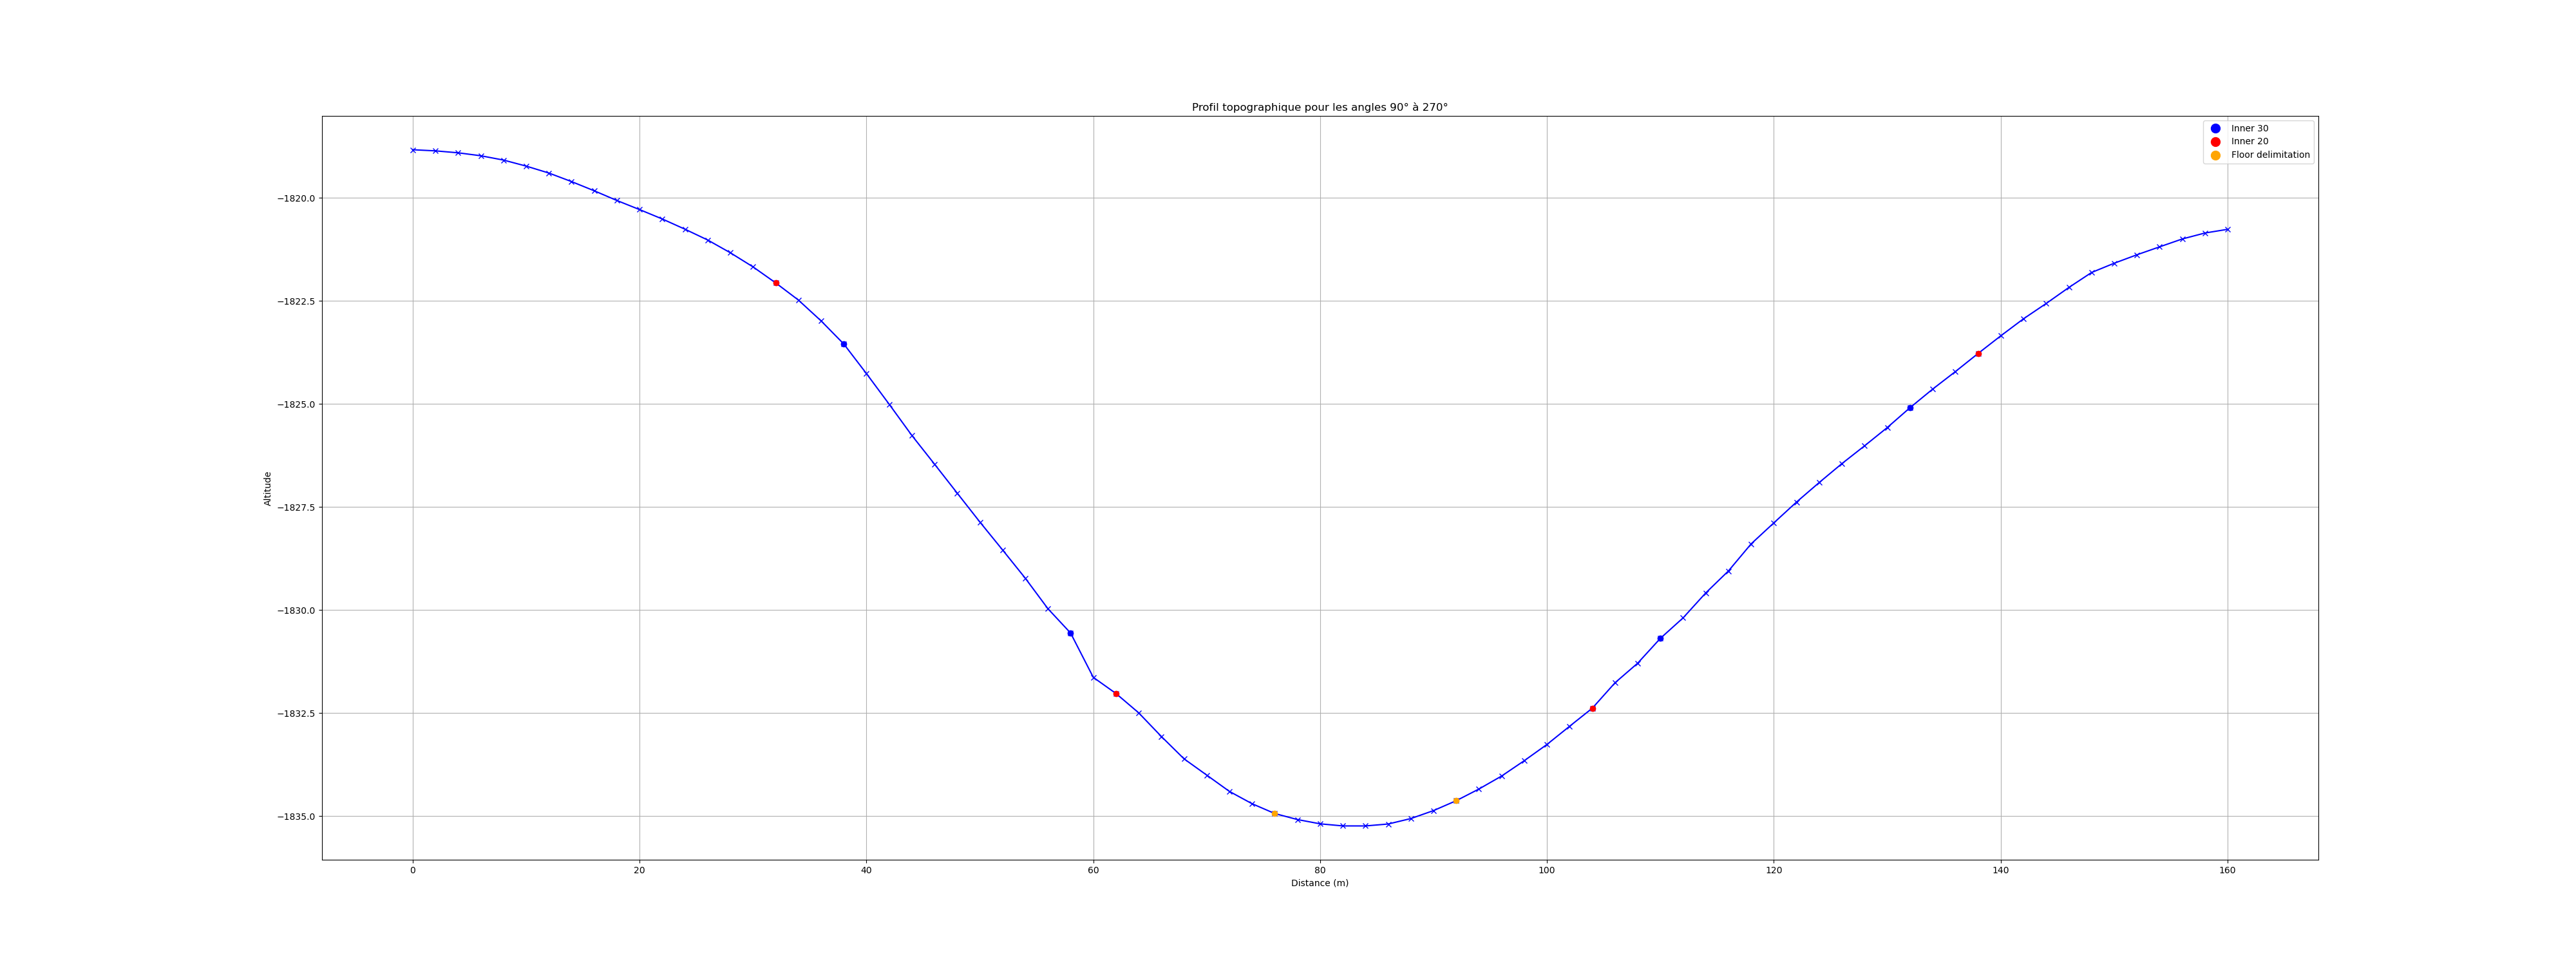 Profil topographique pour les angles 90° à 270°
Inner 30
Inner 20
Floor delimitation
Altitude
−1820.0
−1822.5
−1825.0
−1827.5
−1830.0
−1832.5
−1835.0
0 20 40 60 80 100 120 140 160
Distance (m)